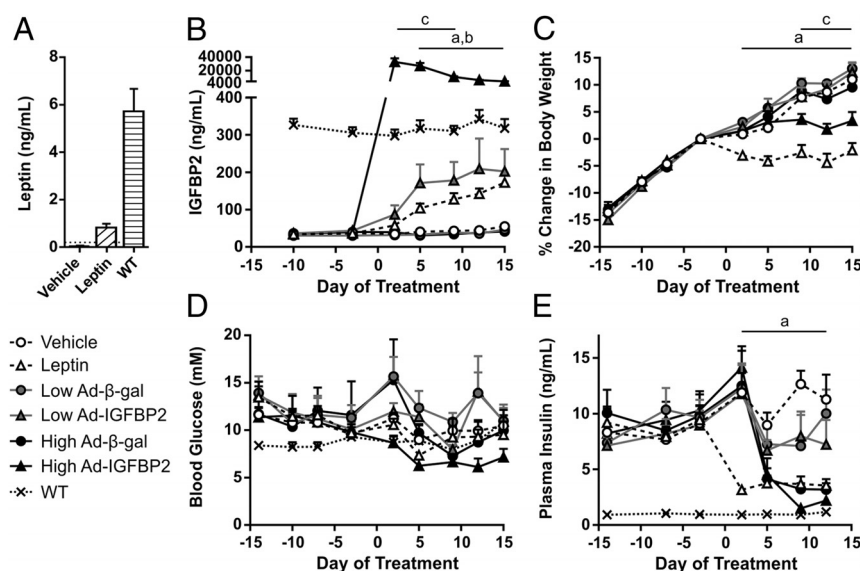 A
Leptin (ng/mL)
8
6
4
2
0
Vehicle
Leptin
WT
B
c
a,b
IGFBP2 (ng/mL)
40000
20000
4000
400
300
200
100
50
0
-15 -10 -5 0 5 10 15
Day of Treatment
C
c
a
% Change in Body Weight
15
10
5
0
-5
-10
-15
-20
-15 -10 -5 0 5 10 15
Day of Treatment
Vehicle
Leptin
Low Ad-β-gal
Low Ad-IGFBP2
High Ad-β-gal
High Ad-IGFBP2
WT
D
Blood Glucose (mM)
20
15
10
5
0
-15 -10 -5 0 5 10 15
Day of Treatment
E
a
Plasma Insulin (ng/mL)
15
10
5
0
-15 -10 -5 0 5 10 15
Day of Treatment